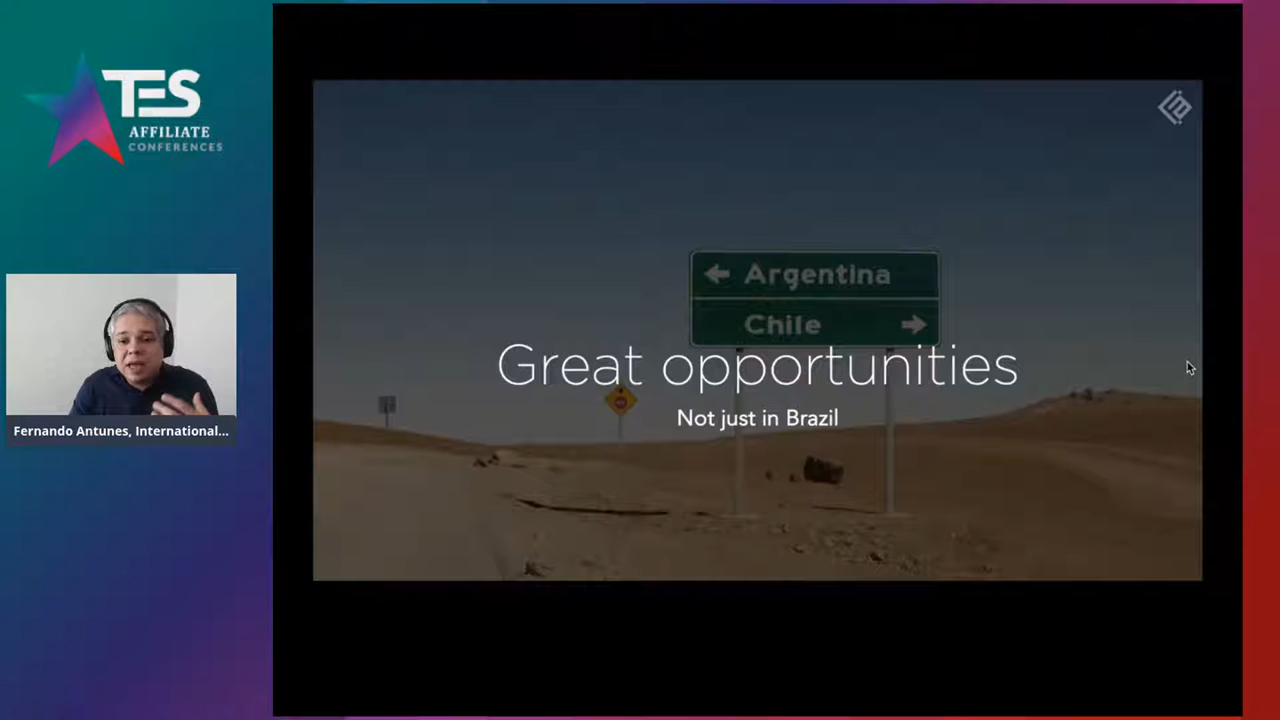 TES
AFFILIATE
CONFERENCES
Argentina
Chile
Great opportunities
Not just in Brazil
Fernando Antunes, International...